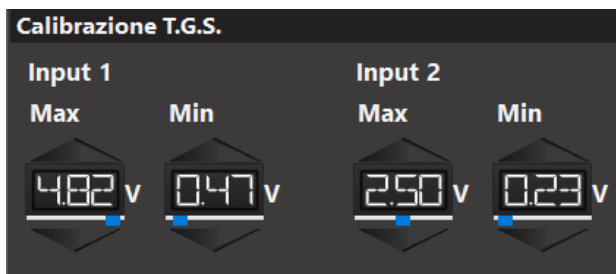 Calibrazione T.G.S.
Input 1 Input 2
Max Min Max Min
4.82 V 0.47 V 2.50 V 0.23 V